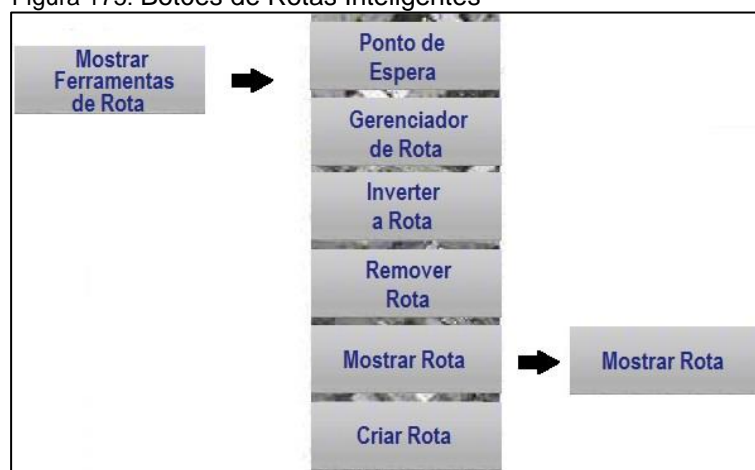 Figura 175. Botões de Rotas Inteligentes
Mostrar
Ferramentas
de Rota
Ponto de
Espera
Gerenciador
de Rota
Inverter
a Rota
Remover
Rota
Mostrar Rota
Mostrar Rota
Criar Rota